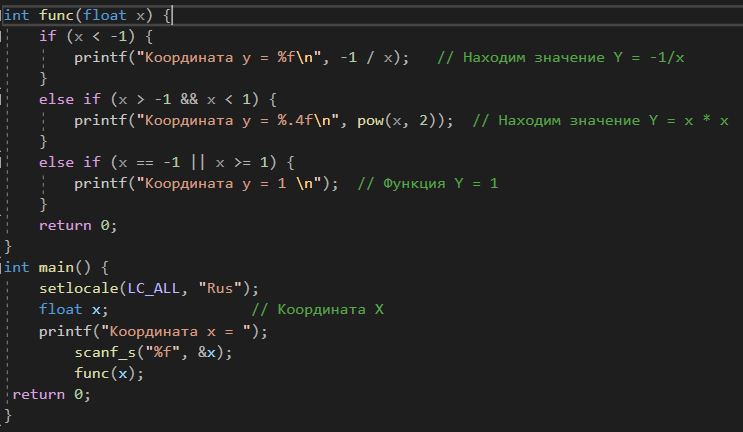 int func(float x) {
    if (x < -1) {
        printf("Координата y = %f\n", -1 / x);   // Находим значение Y = -1/x
    }
    else if (x > -1 && x < 1) {
        printf("Координата y = %.4f\n", pow(x, 2));  // Находим значение Y = x * x
    }
    else if (x == -1 || x >= 1) {
        printf("Координата y = 1 \n");  // Функция Y = 1
    }
    return 0;
}
int main() {
    setlocale(LC_ALL, "Rus");
    float x;                // Координата X
    printf("Координата x = ");
        scanf_s("%f", &x);
        func(x);
 return 0;
}